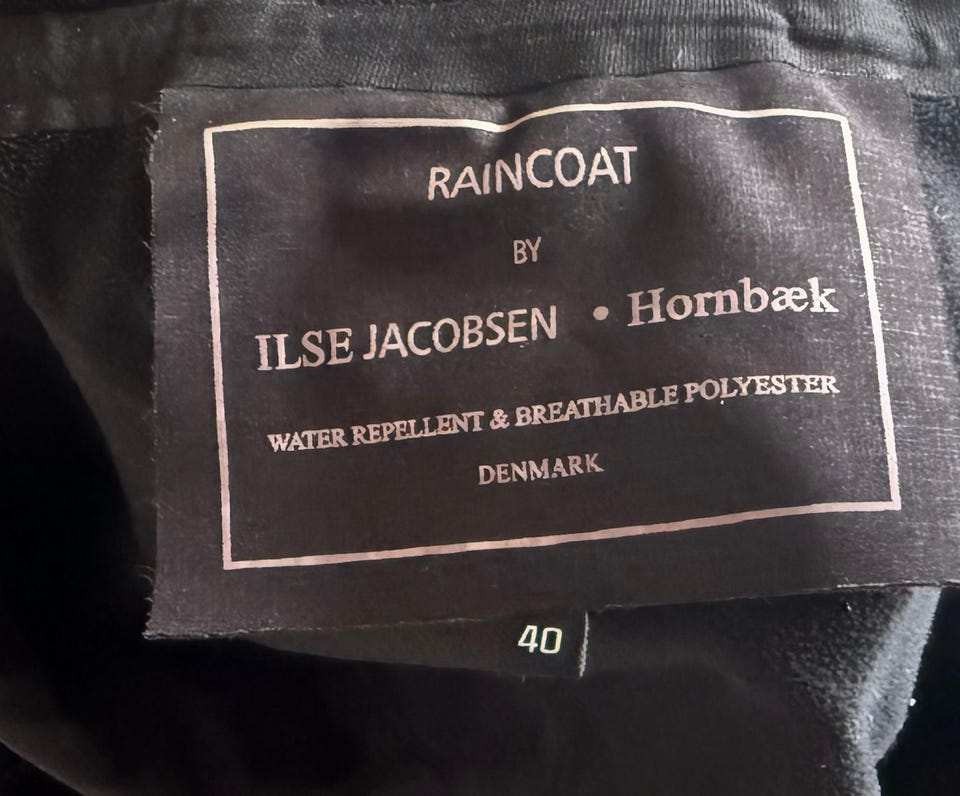 RAINCOAT
BY
ILSE JACOBSEN • Hornbæk
WATER REPELLENT & BREATHABLE POLYESTER
DENMARK
40